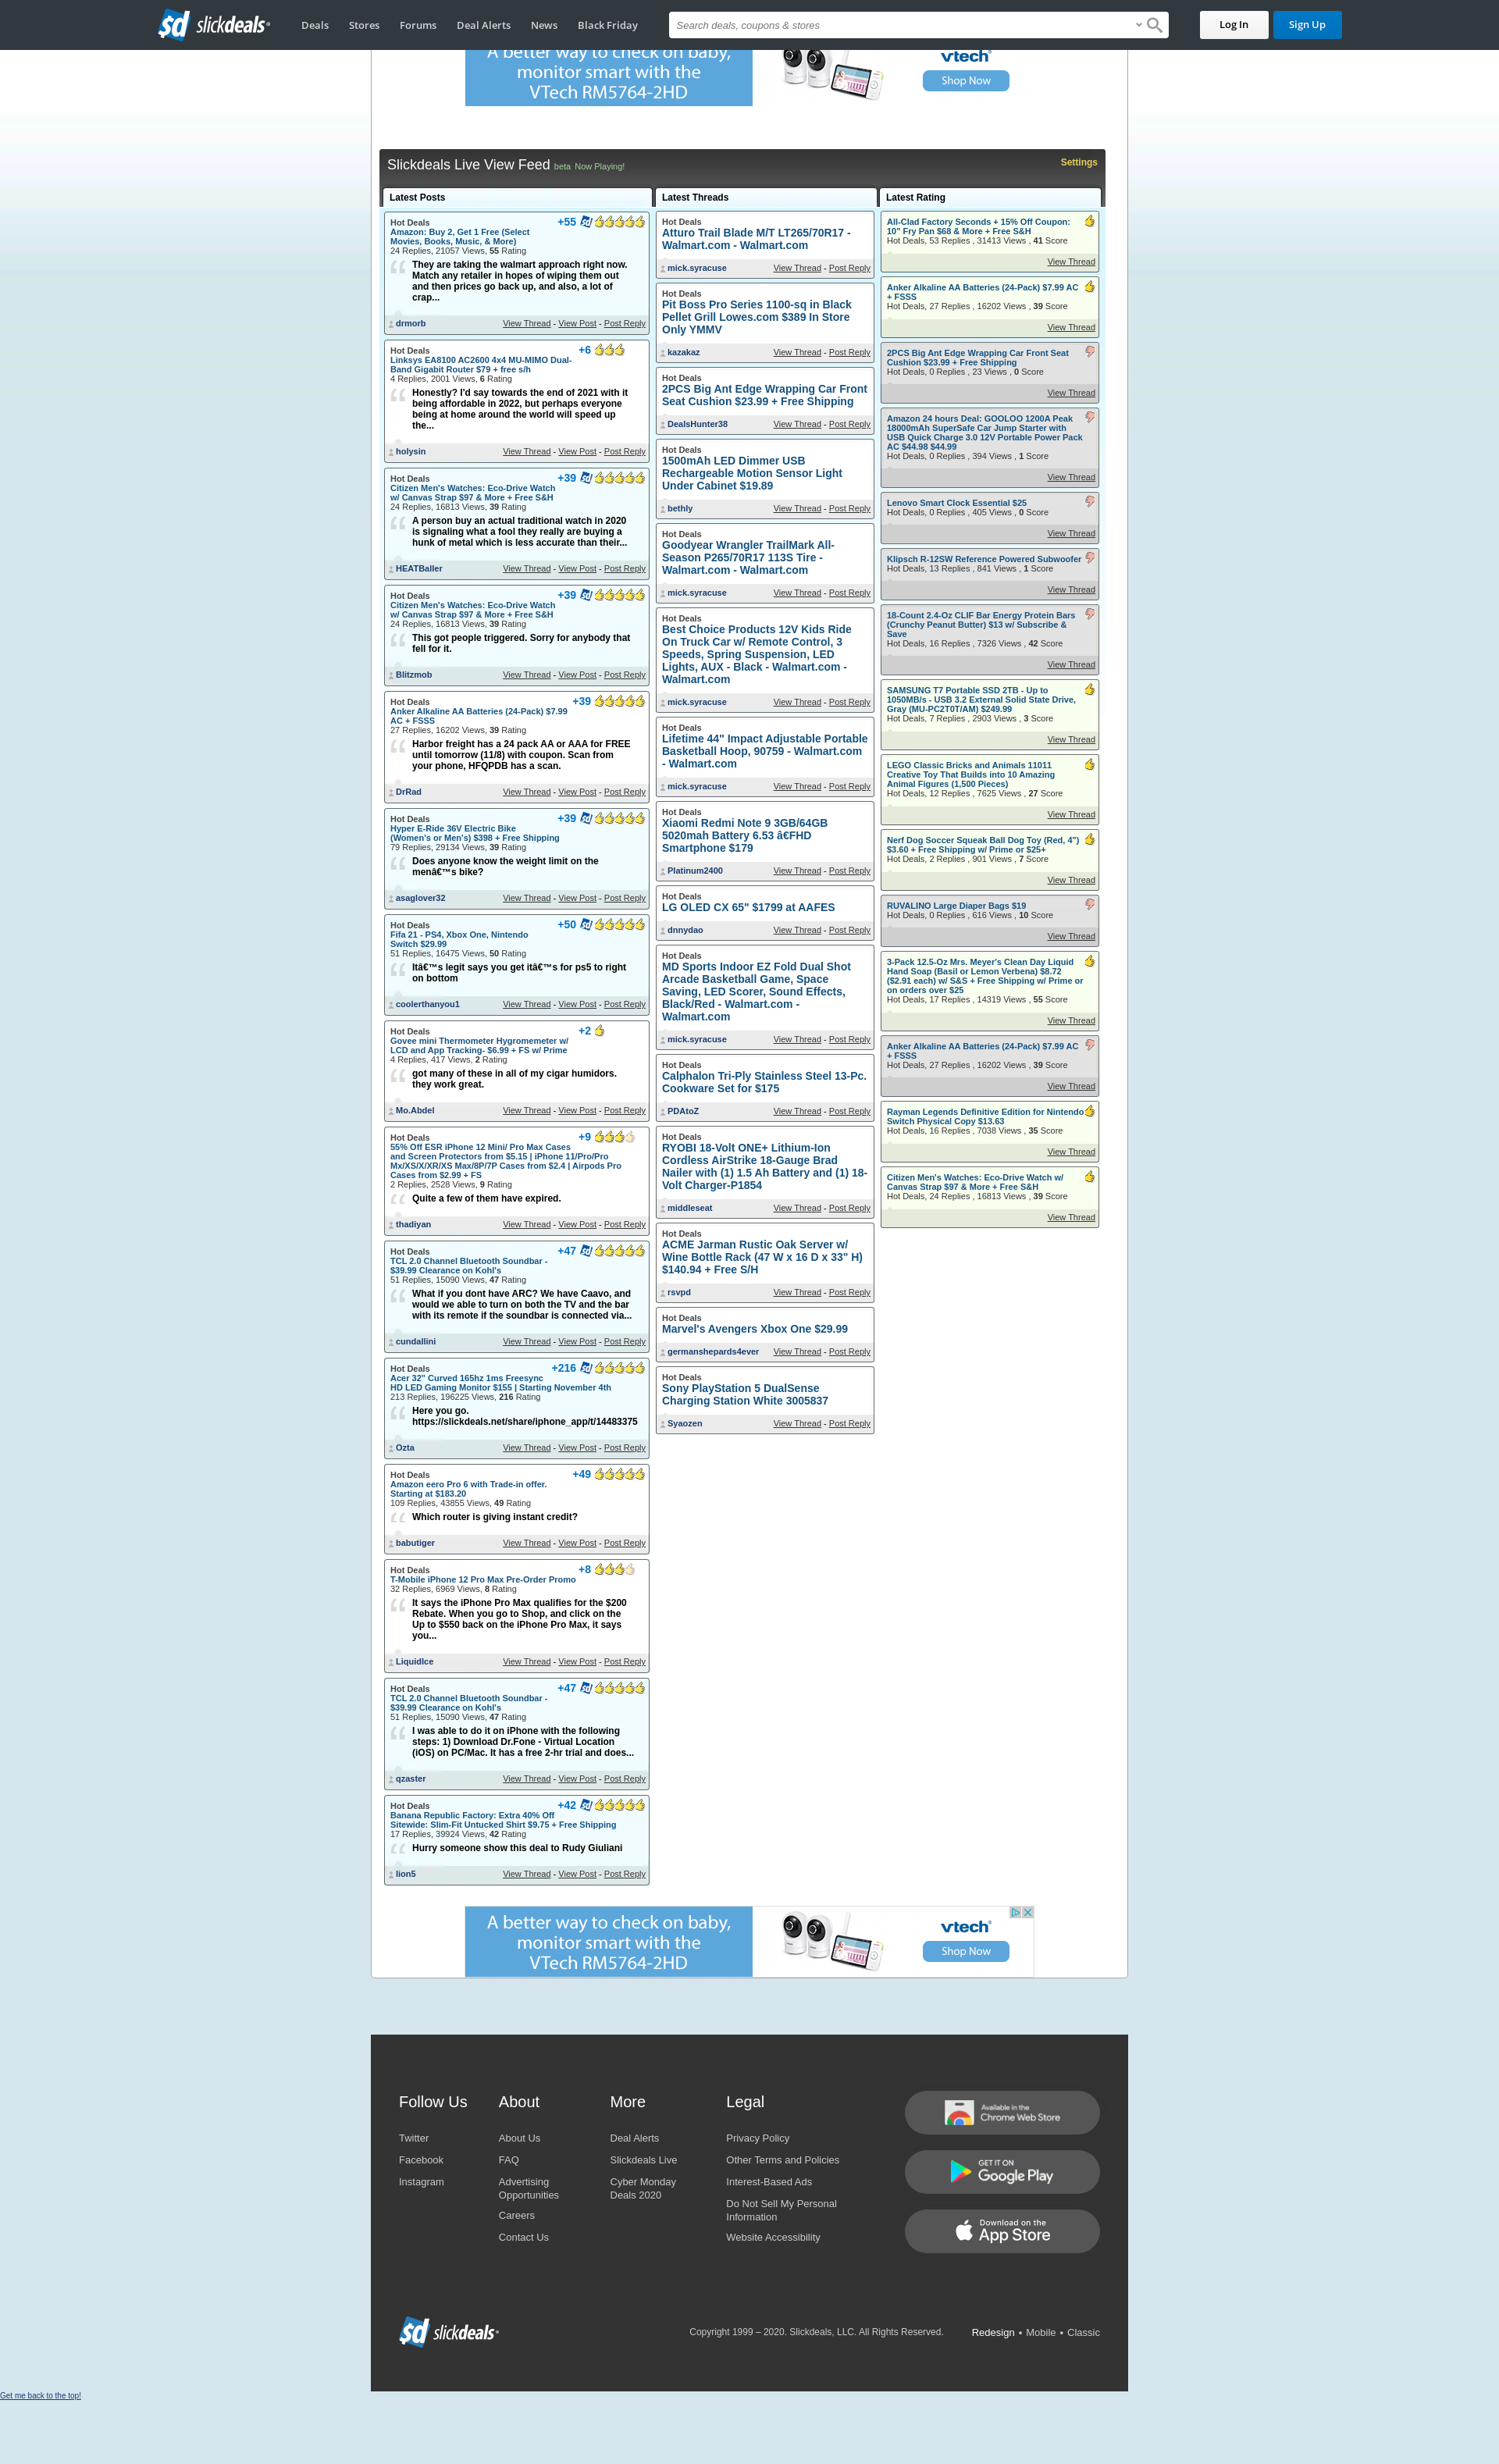 slickdeals
Deals
Stores
Forums
Deal Alerts
News
Black Friday
Search deals, coupons & stores
Log In
Sign Up
A better way to check on baby,
monitor smart with the
VTech RM5764-2HD
vtech
Shop Now
Slickdeals Live View Feed beta Now Playing!
Settings
Latest Posts
Hot Deals
+55
Amazon: Buy 2, Get 1 Free (Select
Movies, Books, Music, & More)
24 Replies, 21057 Views, 55 Rating
They are taking the walmart approach right now.
Match any retailer in hopes of wiping them out
and then prices go back up, and also, a lot of
crap...
drmorb
View Thread - View Post - Post Reply
Hot Deals
+6
Linksys EA8100 AC2600 4x4 MU-MIMO Dual-
Band Gigabit Router $79 + free s/h
4 Replies, 2001 Views, 6 Rating
Honestly? I'd say towards the end of 2021 with it
being affordable in 2022, but perhaps everyone
being at home around the world will speed up
the...
holysin
View Thread - View Post - Post Reply
Hot Deals
+39
Citizen Men's Watches: Eco-Drive Watch
w/ Canvas Strap $97 & More + Free S&H
24 Replies, 16813 Views, 39 Rating
A person buy an actual traditional watch in 2020
is signaling what a fool they really are buying a
hunk of metal which is less accurate than their...
HEATBaller
View Thread - View Post - Post Reply
Hot Deals
+39
Citizen Men's Watches: Eco-Drive Watch
w/ Canvas Strap $97 & More + Free S&H
24 Replies, 16813 Views, 39 Rating
This got people triggered. Sorry for anybody that
fell for it.
Blitzmob
View Thread - View Post - Post Reply
Hot Deals
+39
Anker Alkaline AA Batteries (24-Pack) $7.99
AC + FSSS
27 Replies, 16202 Views, 39 Rating
Harbor freight has a 24 pack AA or AAA for FREE
until tomorrow (11/8) with coupon. Scan from
your phone, HFQPDB has a scan.
DrRad
View Thread - View Post - Post Reply
Hot Deals
+39
Hyper E-Ride 36V Electric Bike
(Women's or Men's) $398 + Free Shipping
79 Replies, 29134 Views, 39 Rating
Does anyone know the weight limit on the
menâ€™s bike?
asaglover32
View Thread - View Post - Post Reply
Hot Deals
+50
Fifa 21 - PS4, Xbox One, Nintendo
Switch $29.99
51 Replies, 16475 Views, 50 Rating
Itâ€™s legit says you get itâ€™s for ps5 to right
on bottom
coolerthanyou1
View Thread - View Post - Post Reply
Hot Deals
+2
Govee mini Thermometer Hygromemeter w/
LCD and App Tracking- $6.99 + FS w/ Prime
4 Replies, 417 Views, 2 Rating
got many of these in all of my cigar humidors.
they work great.
Mo.Abdel
View Thread - View Post - Post Reply
Hot Deals
+9
55% Off ESR iPhone 12 Mini/ Pro Max Cases
and Screen Protectors from $5.15 | iPhone 11/Pro/Pro
Mx/XS/X/XR/XS Max/8P/7P Cases from $2.4 | Airpods Pro
Cases from $2.99 + FS
2 Replies, 2528 Views, 9 Rating
Quite a few of them have expired.
thadiyan
View Thread - View Post - Post Reply
Hot Deals
+47
TCL 2.0 Channel Bluetooth Soundbar -
$39.99 Clearance on Kohl's
51 Replies, 15090 Views, 47 Rating
What if you dont have ARC? We have Caavo, and
would we able to turn on both the TV and the bar
with its remote if the soundbar is connected via...
cundallini
View Thread - View Post - Post Reply
Hot Deals
+216
Acer 32" Curved 165hz 1ms Freesync
HD LED Gaming Monitor $155 | Starting November 4th
213 Replies, 196225 Views, 216 Rating
Here you go.
https://slickdeals.net/share/iphone_app/t/14483375
Ozta
View Thread - View Post - Post Reply
Hot Deals
+49
Amazon eero Pro 6 with Trade-in offer.
Starting at $183.20
109 Replies, 43855 Views, 49 Rating
Which router is giving instant credit?
babutiger
View Thread - View Post - Post Reply
Hot Deals
+8
T-Mobile iPhone 12 Pro Max Pre-Order Promo
32 Replies, 6969 Views, 8 Rating
It says the iPhone Pro Max qualifies for the $200
Rebate. When you go to Shop, and click on the
Up to $550 back on the iPhone Pro Max, it says
you...
LiquidIce
View Thread - View Post - Post Reply
Hot Deals
+47
TCL 2.0 Channel Bluetooth Soundbar -
$39.99 Clearance on Kohl's
51 Replies, 15090 Views, 47 Rating
I was able to do it on iPhone with the following
steps: 1) Download Dr.Fone - Virtual Location
(iOS) on PC/Mac. It has a free 2-hr trial and does...
qzaster
View Thread - View Post - Post Reply
Hot Deals
+42
Banana Republic Factory: Extra 40% Off
Sitewide: Slim-Fit Untucked Shirt $9.75 + Free Shipping
17 Replies, 39924 Views, 42 Rating
Hurry someone show this deal to Rudy Giuliani
lion5
View Thread - View Post - Post Reply
Latest Threads
Hot Deals
Atturo Trail Blade M/T LT265/70R17 -
Walmart.com - Walmart.com
mick.syracuse
View Thread - Post Reply
Hot Deals
Pit Boss Pro Series 1100-sq in Black
Pellet Grill Lowes.com $389 In Store
Only YMMV
kazakaz
View Thread - Post Reply
Hot Deals
2PCS Big Ant Edge Wrapping Car Front
Seat Cushion $23.99 + Free Shipping
DealsHunter38
View Thread - Post Reply
Hot Deals
1500mAh LED Dimmer USB
Rechargeable Motion Sensor Light
Under Cabinet $19.89
bethly
View Thread - Post Reply
Hot Deals
Goodyear Wrangler TrailMark All-
Season P265/70R17 113S Tire -
Walmart.com - Walmart.com
mick.syracuse
View Thread - Post Reply
Hot Deals
Best Choice Products 12V Kids Ride
On Truck Car w/ Remote Control, 3
Speeds, Spring Suspension, LED
Lights, AUX - Black - Walmart.com -
Walmart.com
mick.syracuse
View Thread - Post Reply
Hot Deals
Lifetime 44" Impact Adjustable Portable
Basketball Hoop, 90759 - Walmart.com
- Walmart.com
mick.syracuse
View Thread - Post Reply
Hot Deals
Xiaomi Redmi Note 9 3GB/64GB
5020mah Battery 6.53 â€FHD
Smartphone $179
Platinum2400
View Thread - Post Reply
Hot Deals
LG OLED CX 65" $1799 at AAFES
dnnydao
View Thread - Post Reply
Hot Deals
MD Sports Indoor EZ Fold Dual Shot
Arcade Basketball Game, Space
Saving, LED Scorer, Sound Effects,
Black/Red - Walmart.com -
Walmart.com
mick.syracuse
View Thread - Post Reply
Hot Deals
Calphalon Tri-Ply Stainless Steel 13-Pc.
Cookware Set for $175
PDAtoZ
View Thread - Post Reply
Hot Deals
RYOBI 18-Volt ONE+ Lithium-Ion
Cordless AirStrike 18-Gauge Brad
Nailer with (1) 1.5 Ah Battery and (1) 18-
Volt Charger-P1854
middleseat
View Thread - Post Reply
Hot Deals
ACME Jarman Rustic Oak Server w/
Wine Bottle Rack (47 W x 16 D x 33" H)
$140.94 + Free S/H
rsvpd
View Thread - Post Reply
Hot Deals
Marvel's Avengers Xbox One $29.99
germanshepards4ever
View Thread - Post Reply
Hot Deals
Sony PlayStation 5 DualSense
Charging Station White 3005837
Syaozen
View Thread - Post Reply
Latest Rating
All-Clad Factory Seconds + 15% Off Coupon:
10" Fry Pan $68 & More + Free S&H
Hot Deals, 53 Replies , 31413 Views , 41 Score
View Thread
Anker Alkaline AA Batteries (24-Pack) $7.99 AC
+ FSSS
Hot Deals, 27 Replies , 16202 Views , 39 Score
View Thread
2PCS Big Ant Edge Wrapping Car Front Seat
Cushion $23.99 + Free Shipping
Hot Deals, 0 Replies , 23 Views , 0 Score
View Thread
Amazon 24 hours Deal: GOOLOO 1200A Peak
18000mAh SuperSafe Car Jump Starter with
USB Quick Charge 3.0 12V Portable Power Pack
AC $44.98 $44.99
Hot Deals, 0 Replies , 394 Views , 1 Score
View Thread
Lenovo Smart Clock Essential $25
Hot Deals, 0 Replies , 405 Views , 0 Score
View Thread
Klipsch R-12SW Reference Powered Subwoofer
Hot Deals, 13 Replies , 841 Views , 1 Score
View Thread
18-Count 2.4-Oz CLIF Bar Energy Protein Bars
(Crunchy Peanut Butter) $13 w/ Subscribe &
Save
Hot Deals, 16 Replies , 7326 Views , 42 Score
View Thread
SAMSUNG T7 Portable SSD 2TB - Up to
1050MB/s - USB 3.2 External Solid State Drive,
Gray (MU-PC2T0T/AM) $249.99
Hot Deals, 7 Replies , 2903 Views , 3 Score
View Thread
LEGO Classic Bricks and Animals 11011
Creative Toy That Builds into 10 Amazing
Animal Figures (1,500 Pieces)
Hot Deals, 12 Replies , 7625 Views , 27 Score
View Thread
Nerf Dog Soccer Squeak Ball Dog Toy (Red, 4")
$3.60 + Free Shipping w/ Prime or $25+
Hot Deals, 2 Replies , 901 Views , 7 Score
View Thread
RUVALINO Large Diaper Bags $19
Hot Deals, 0 Replies , 616 Views , 10 Score
View Thread
3-Pack 12.5-Oz Mrs. Meyer's Clean Day Liquid
Hand Soap (Basil or Lemon Verbena) $8.72
($2.91 each) w/ S&S + Free Shipping w/ Prime or
on orders over $25
Hot Deals, 17 Replies , 14319 Views , 55 Score
View Thread
Anker Alkaline AA Batteries (24-Pack) $7.99 AC
+ FSSS
Hot Deals, 27 Replies , 16202 Views , 39 Score
View Thread
Rayman Legends Definitive Edition for Nintendo
Switch Physical Copy $13.63
Hot Deals, 16 Replies , 7038 Views , 35 Score
View Thread
Citizen Men's Watches: Eco-Drive Watch w/
Canvas Strap $97 & More + Free S&H
Hot Deals, 24 Replies , 16813 Views , 39 Score
View Thread
A better way to check on baby,
monitor smart with the
VTech RM5764-2HD
vtech
Shop Now
Follow Us
Twitter
Facebook
Instagram
About
About Us
FAQ
Advertising
Opportunities
Careers
Contact Us
More
Deal Alerts
Slickdeals Live
Cyber Monday
Deals 2020
Legal
Privacy Policy
Other Terms and Policies
Interest-Based Ads
Do Not Sell My Personal
Information
Website Accessibility
Available in the
Chrome Web Store
GET IT ON
Google Play
Download on the
App Store
slickdeals
Copyright 1999 – 2020. Slickdeals, LLC. All Rights Reserved.
Redesign • Mobile • Classic
Get me back to the top!